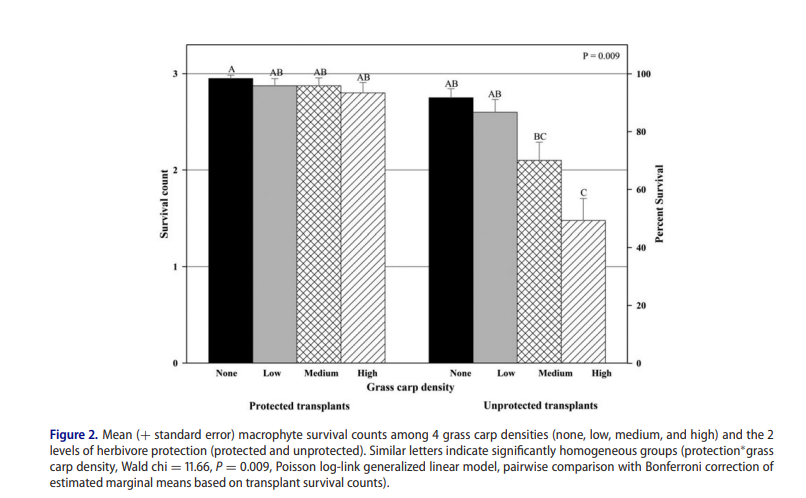 P = 0.009
3
2
1
0
Survival count
A
AB
AB
AB
AB
AB
BC
C
100
80
60
40
20
0
Percent Survival
None Low Medium High None Low Medium High
Grass carp density
Protected transplants Unprotected transplants
Figure 2. Mean (+ standard error) macrophyte survival counts among 4 grass carp densities (none, low, medium, and high) and the 2
levels of herbivore protection (protected and unprotected). Similar letters indicate significantly homogeneous groups (protection*grass
carp density, Wald chi = 11.66, P = 0.009, Poisson log-link generalized linear model, pairwise comparison with Bonferroni correction of
estimated marginal means based on transplant survival counts).